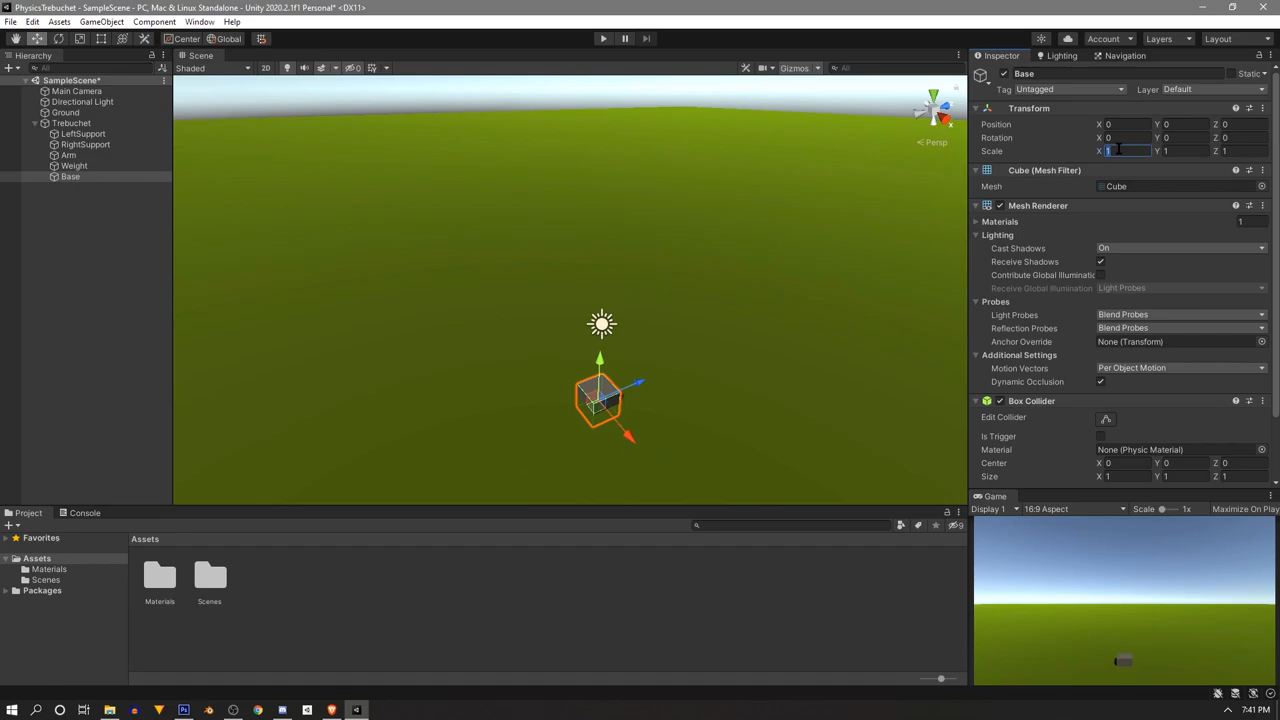 PhysicsTrebuchet - SampleScene - PC, Mac & Linux Standalone - Unity 2020.2.1f1 Personal* <DX11>
File Edit Assets GameObject Component Window Help
Center Global Account Layers Layout
Hierarchy
All
SampleScene*
Main Camera
Directional Light
Ground
Trebuchet
LeftSupport
RightSupport
Arm
Weight
Base
Scene
Shaded 2D 0 Gizmos All
y
x
Persp
Inspector Lighting Navigation
Base Static
Tag Untagged Layer Default
Transform
Position X 0 Y 0 Z 0
Rotation X 0 Y 0 Z 0
Scale X 1 Y 1 Z 1
Cube (Mesh Filter)
Mesh Cube
Mesh Renderer
Materials 1
Lighting
Cast Shadows On
Receive Shadows
Contribute Global Illuminatic
Receive Global Illumination Light Probes
Probes
Light Probes Blend Probes
Reflection Probes Blend Probes
Anchor Override None (Transform)
Additional Settings
Motion Vectors Per Object Motion
Dynamic Occlusion
Box Collider
Edit Collider
Is Trigger
Material None (Physic Material)
Center X 0 Y 0 Z 0
Size X 1 Y 1 Z 1
Game
Display 1 16:9 Aspect Scale 1x Maximize On Play
Project Console
9
Favorites
Assets
Materials
Scenes
Packages
Assets
Materials Scenes
7:41 PM